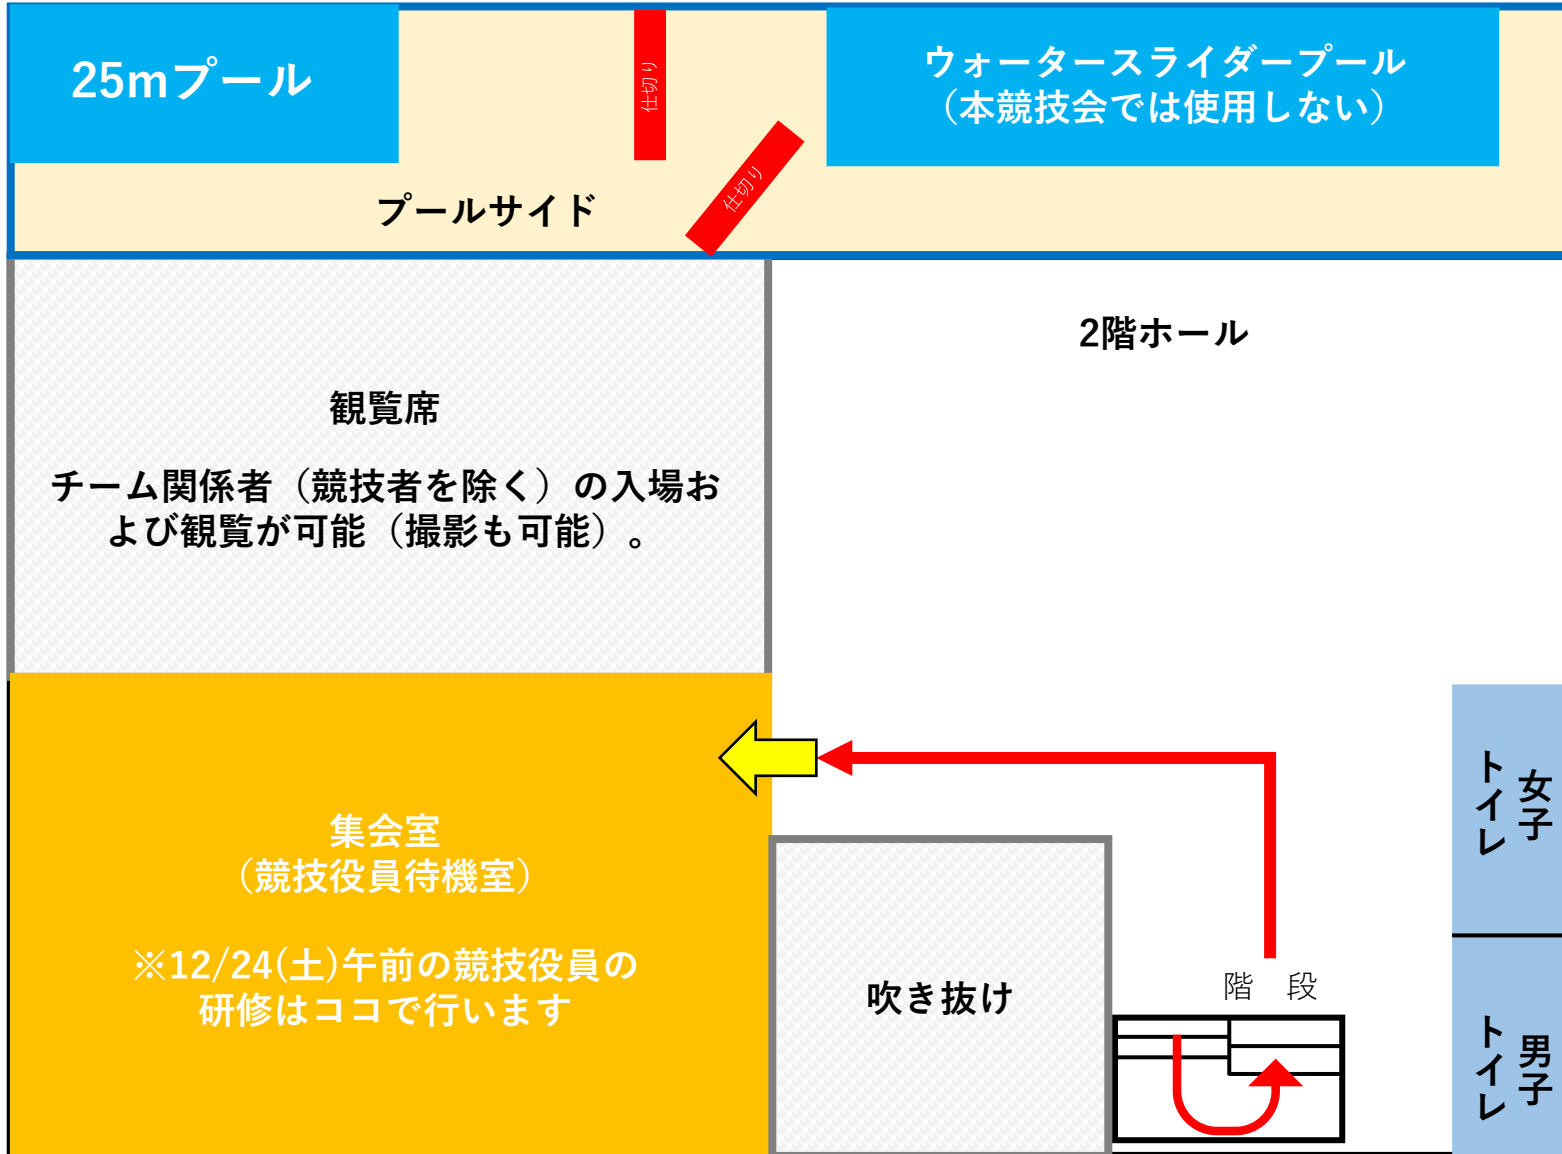 25mプール
仕切り
ウォータースライダープール
（本競技会では使用しない）
仕切り
プールサイド
2階ホール
観覧席
チーム関係者（競技者を除く）の入場お
よび観覧が可能（撮影も可能）。
集会室
（競技役員待機室）
※12/24(土)午前の競技役員の
研修はココで行います
吹き抜け
階　段
女子
トイレ
男子
トイレ